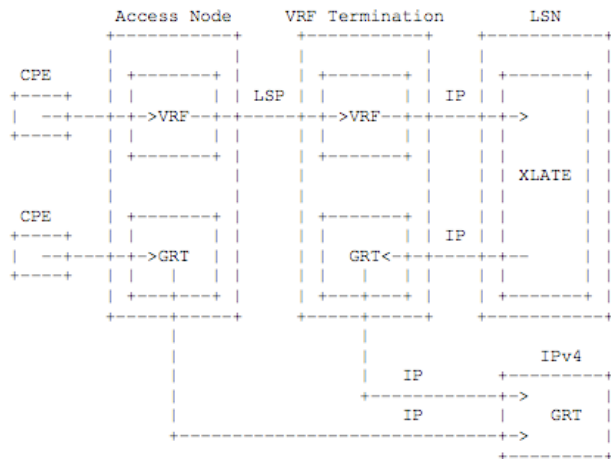 Access Node VRF Termination LSN
CPE
LSP IP
VRF VRF
XLATE
CPE
IP
GRT GRT
IPv4
IP
IP GRT